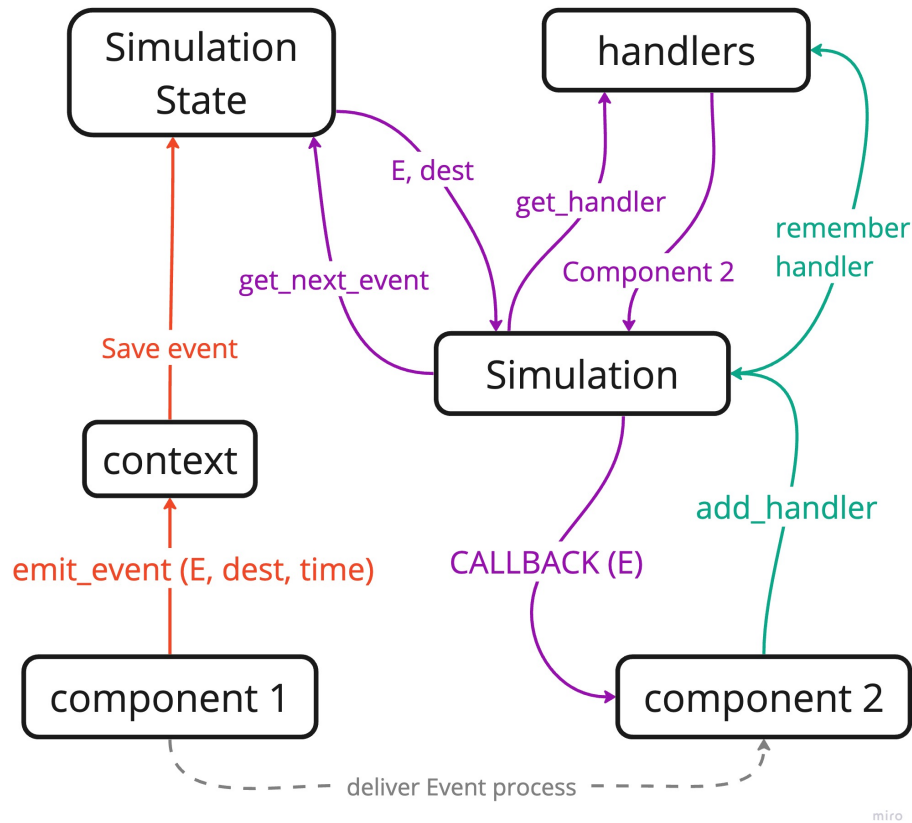 Simulation
State
handlers
E, dest
get_handler
remember
handler
Component 2
get_next_event
Save event
Simulation
context
add_handler
CALLBACK (E)
emit_event (E, dest, time)
component 1
component 2
deliver Event process
miro